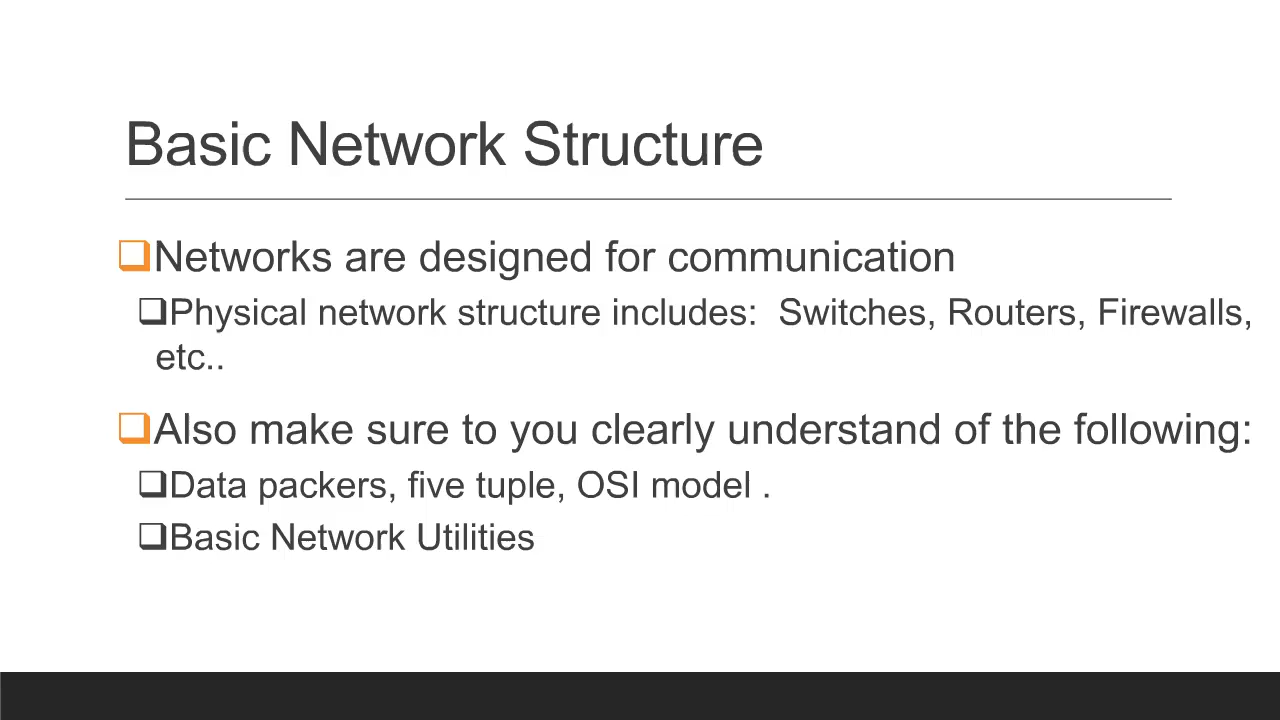 Basic Network Structure
❑Networks are designed for communication
❑Physical network structure includes:  Switches, Routers, Firewalls,
etc..
❑Also make sure to you clearly understand of the following:
❑Data packers, five tuple, OSI model .
❑Basic Network Utilities